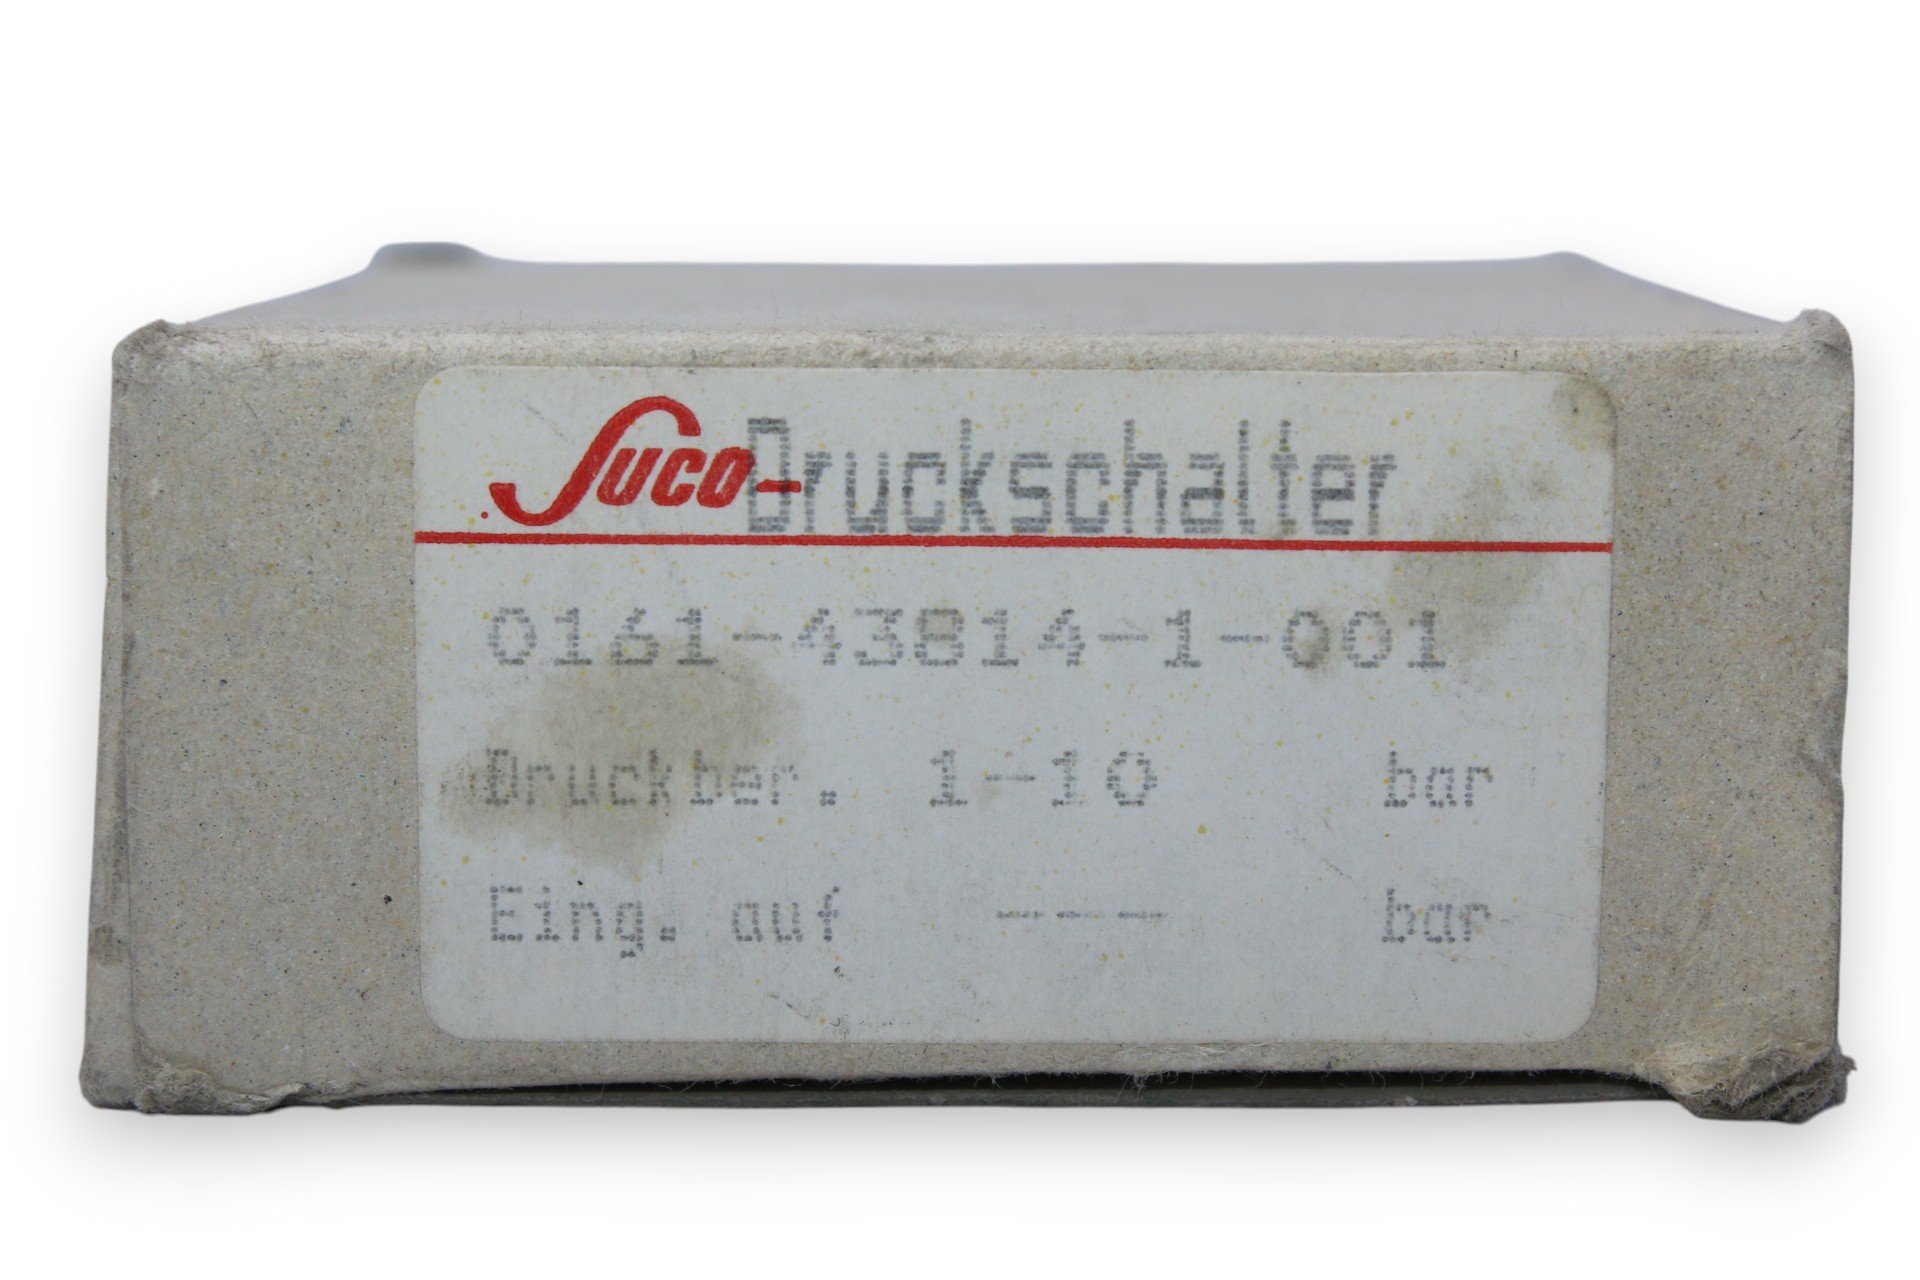 Suco-Druckschalter
0161-43814-1-001
Druckber. 1-10 bar
Eing. auf --- bar